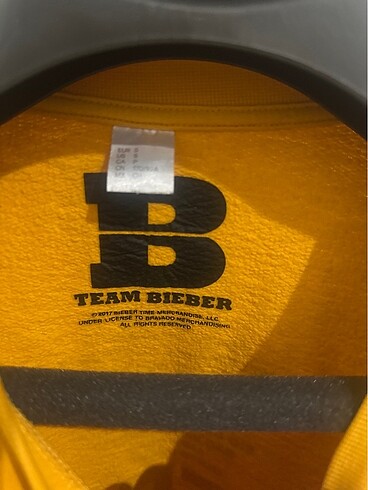 B
TEAM BIEBER
©2017 BIEBER TIME MERCHANDISE, LLC.
UNDER LICENSE TO BRAVADO MERCHANDISING
ALL RIGHTS RESERVED